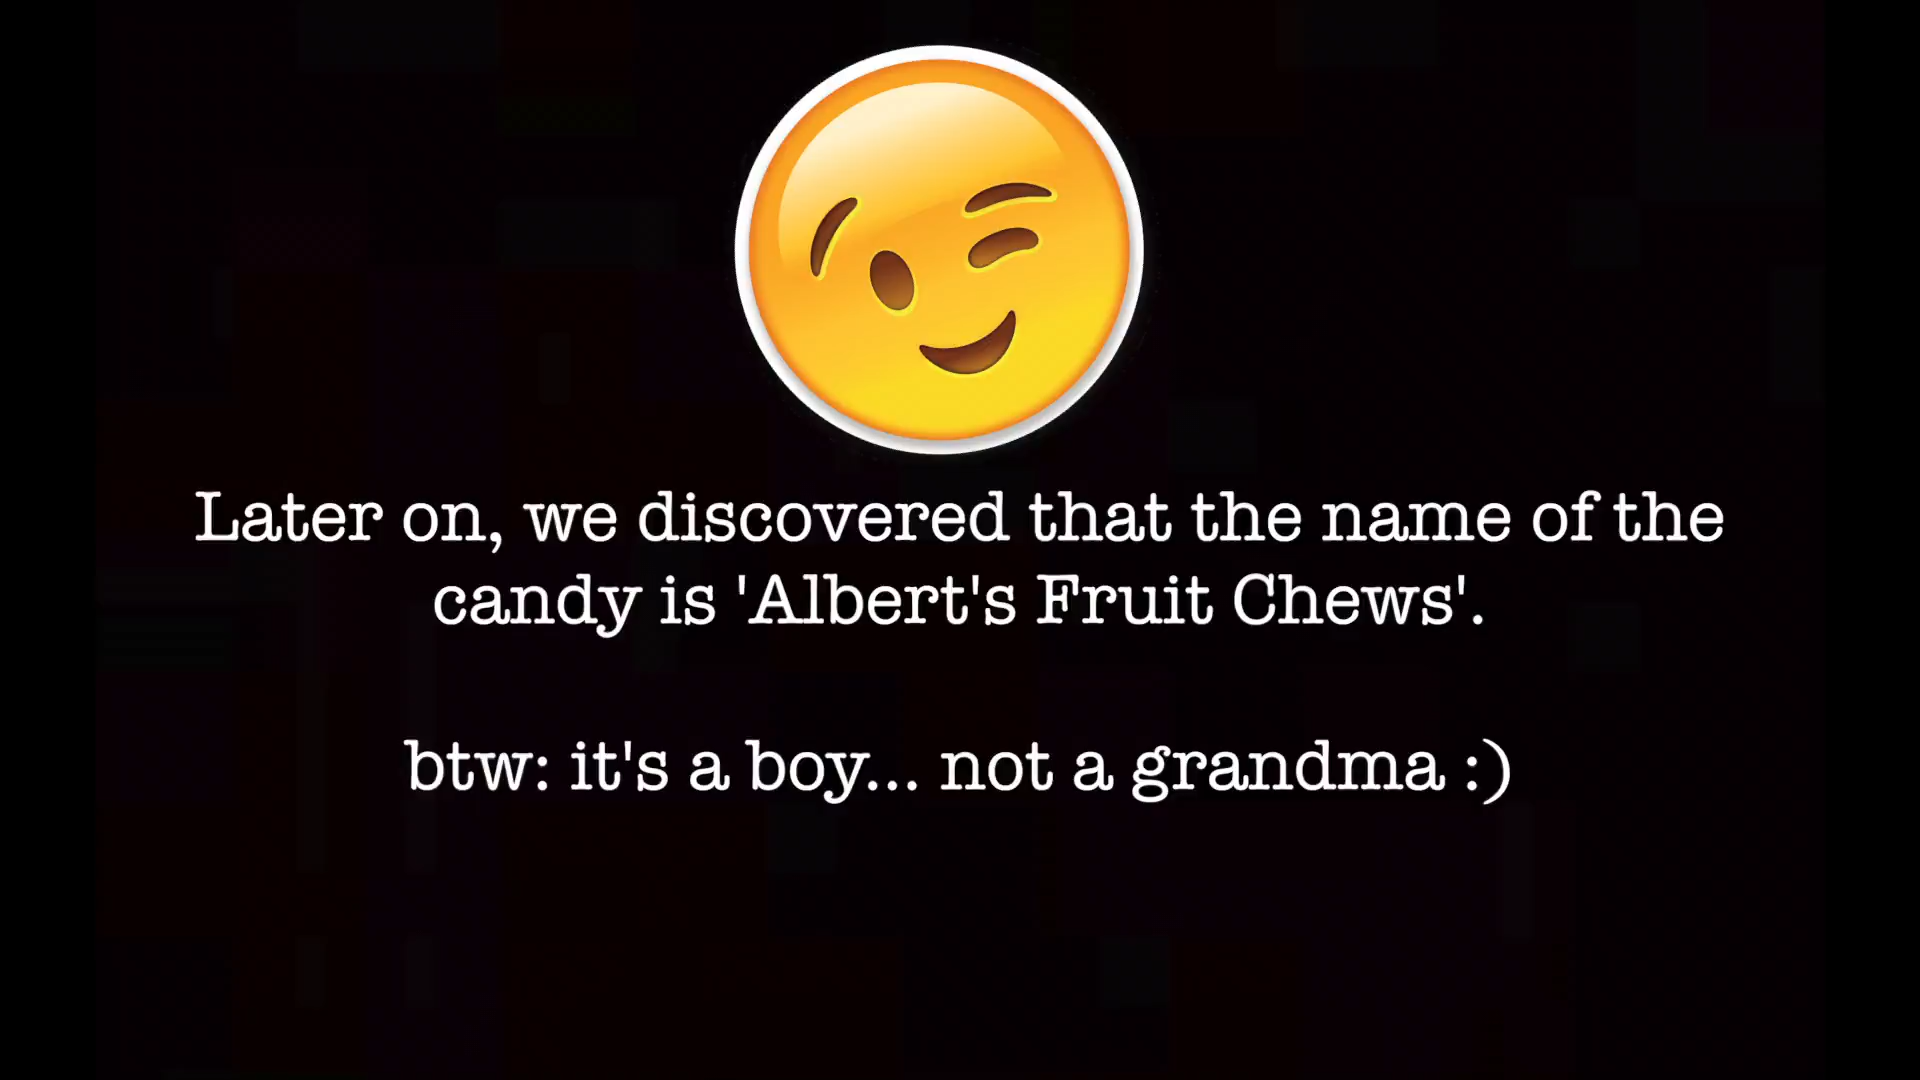 Later on, we discovered that the name of the
candy is 'Albert's Fruit Chews'.
btw: it's a boy... not a grandma :)